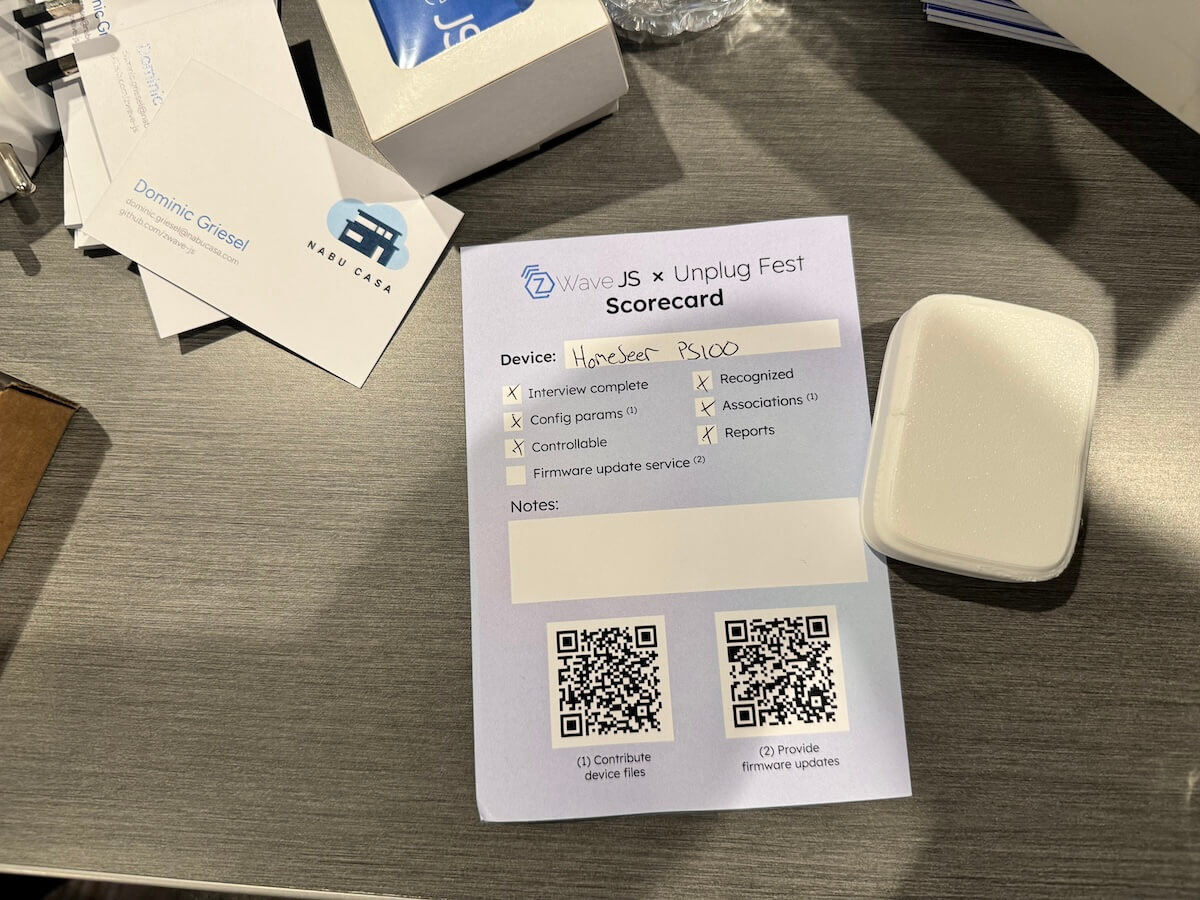 JS
Dominic
Dominic Griesel
dominic.griesel@nabucasa.com
github.com/zwave-js
NABU CASA
Z Wave JS × Unplug Fest
Scorecard
Device: HomeSeer PS100
X Interview complete
X Recognized
X Config params (1)
X Associations (1)
X Controllable
X Reports
Firmware update service (2)
Notes:
(1) Contribute
device files
(2) Provide
firmware updates